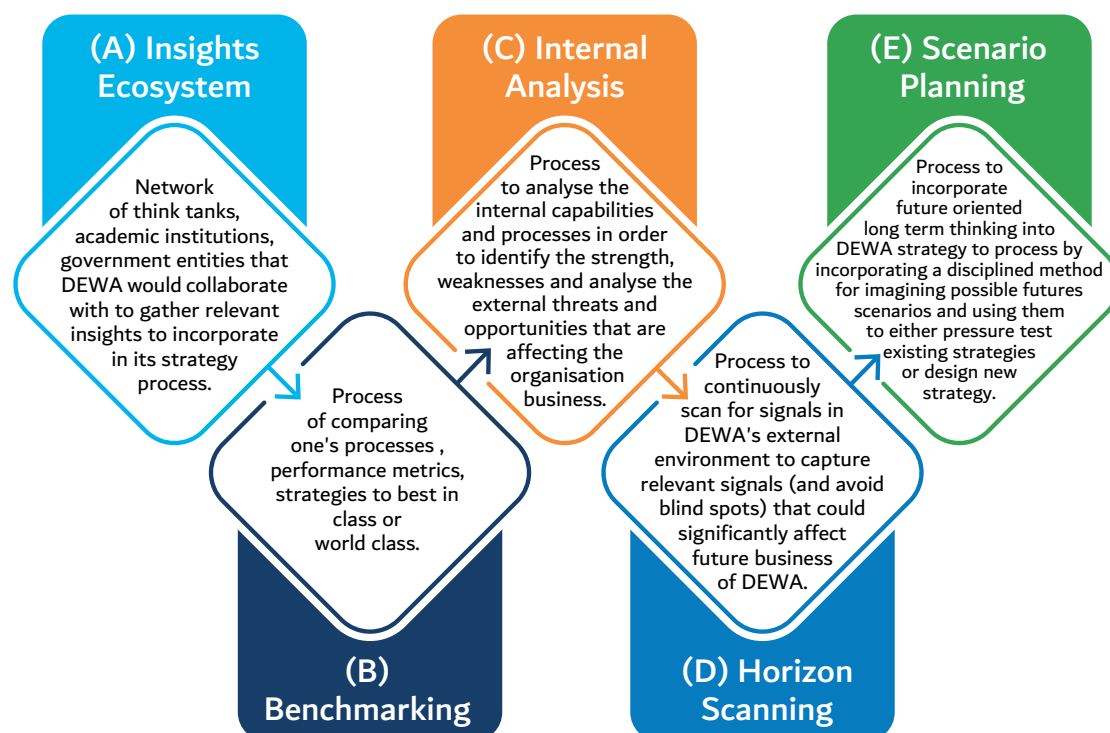 (A) Insights
Ecosystem
Network
of think tanks,
academic institutions,
government entities that
DEWA would collaborate
with to gather relevant
insights to incorporate
in its strategy
process.
Process
of comparing
one's processes ,
performance metrics,
strategies to best in
class or
world class.
(B)
Benchmarking
(C) Internal
Analysis
Process
to analyse the
internal capabilities
and processes in order
to identify the strength,
weaknesses and analyse the
external threats and
opportunities that are
affecting the
organisation
business.
Process to
continuously
scan for signals in
DEWA's external
environment to capture
relevant signals (and avoid
blind spots) that could
significantly affect
future business
of DEWA.
(D) Horizon
Scanning
(E) Scenario
Planning
Process to
incorporate
future oriented
long term thinking into
DEWA strategy to process by
incorporating a disciplined method
for imagining possible futures
scenarios and using them
to either pressure test
existing strategies
or design new
strategy.